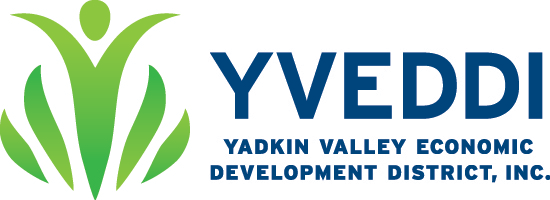 YVEDDI
YADKIN VALLEY ECONOMIC
DEVELOPMENT DISTRICT, INC.